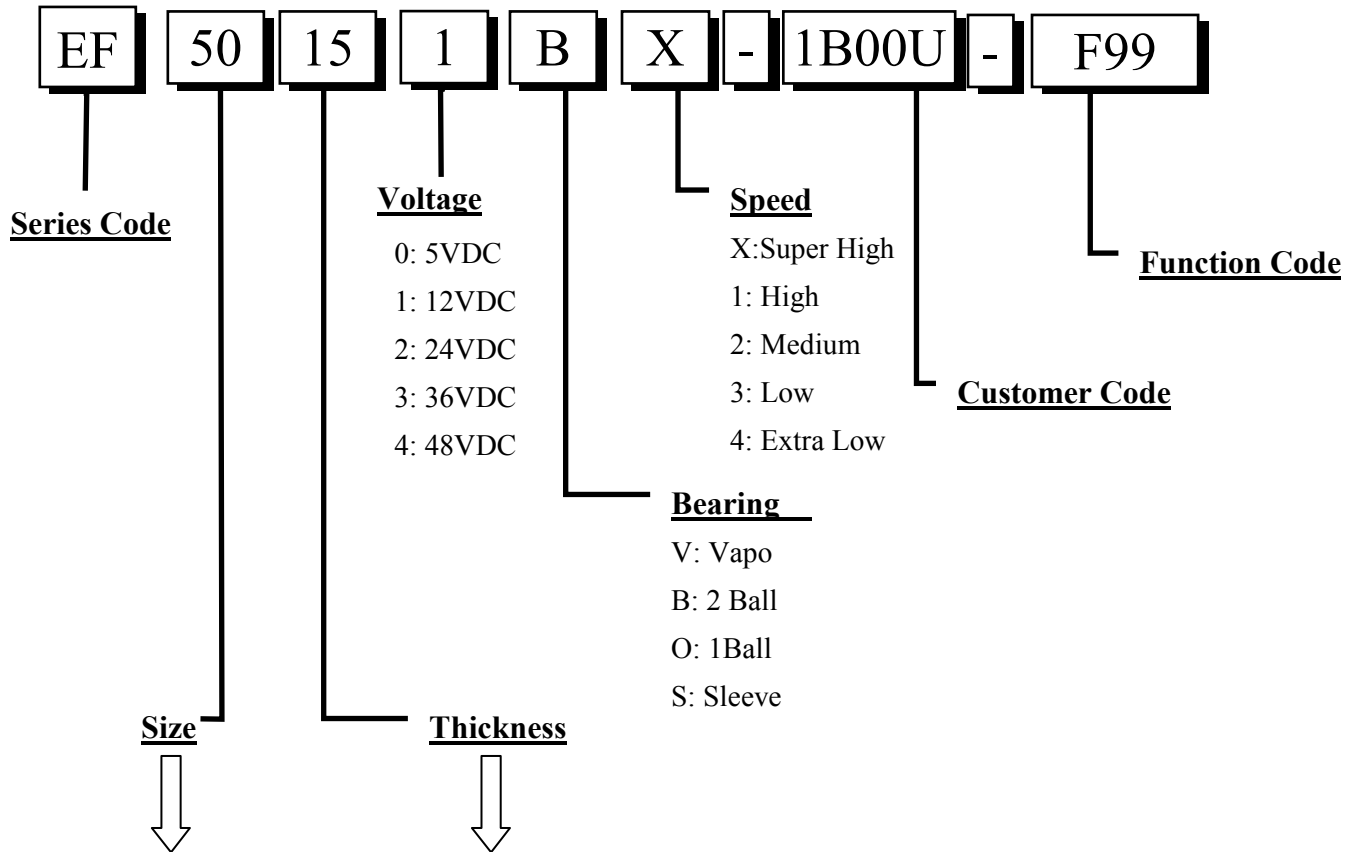 EF 50 15 1 B X - 1B00U - F99
Series Code
Voltage
0: 5VDC
1: 12VDC
2: 24VDC
3: 36VDC
4: 48VDC
Speed
X:Super High
1: High
2: Medium
3: Low
4: Extra Low
Function Code
Customer Code
Bearing
V: Vapo
B: 2 Ball
O: 1Ball
S: Sleeve
Size
Thickness